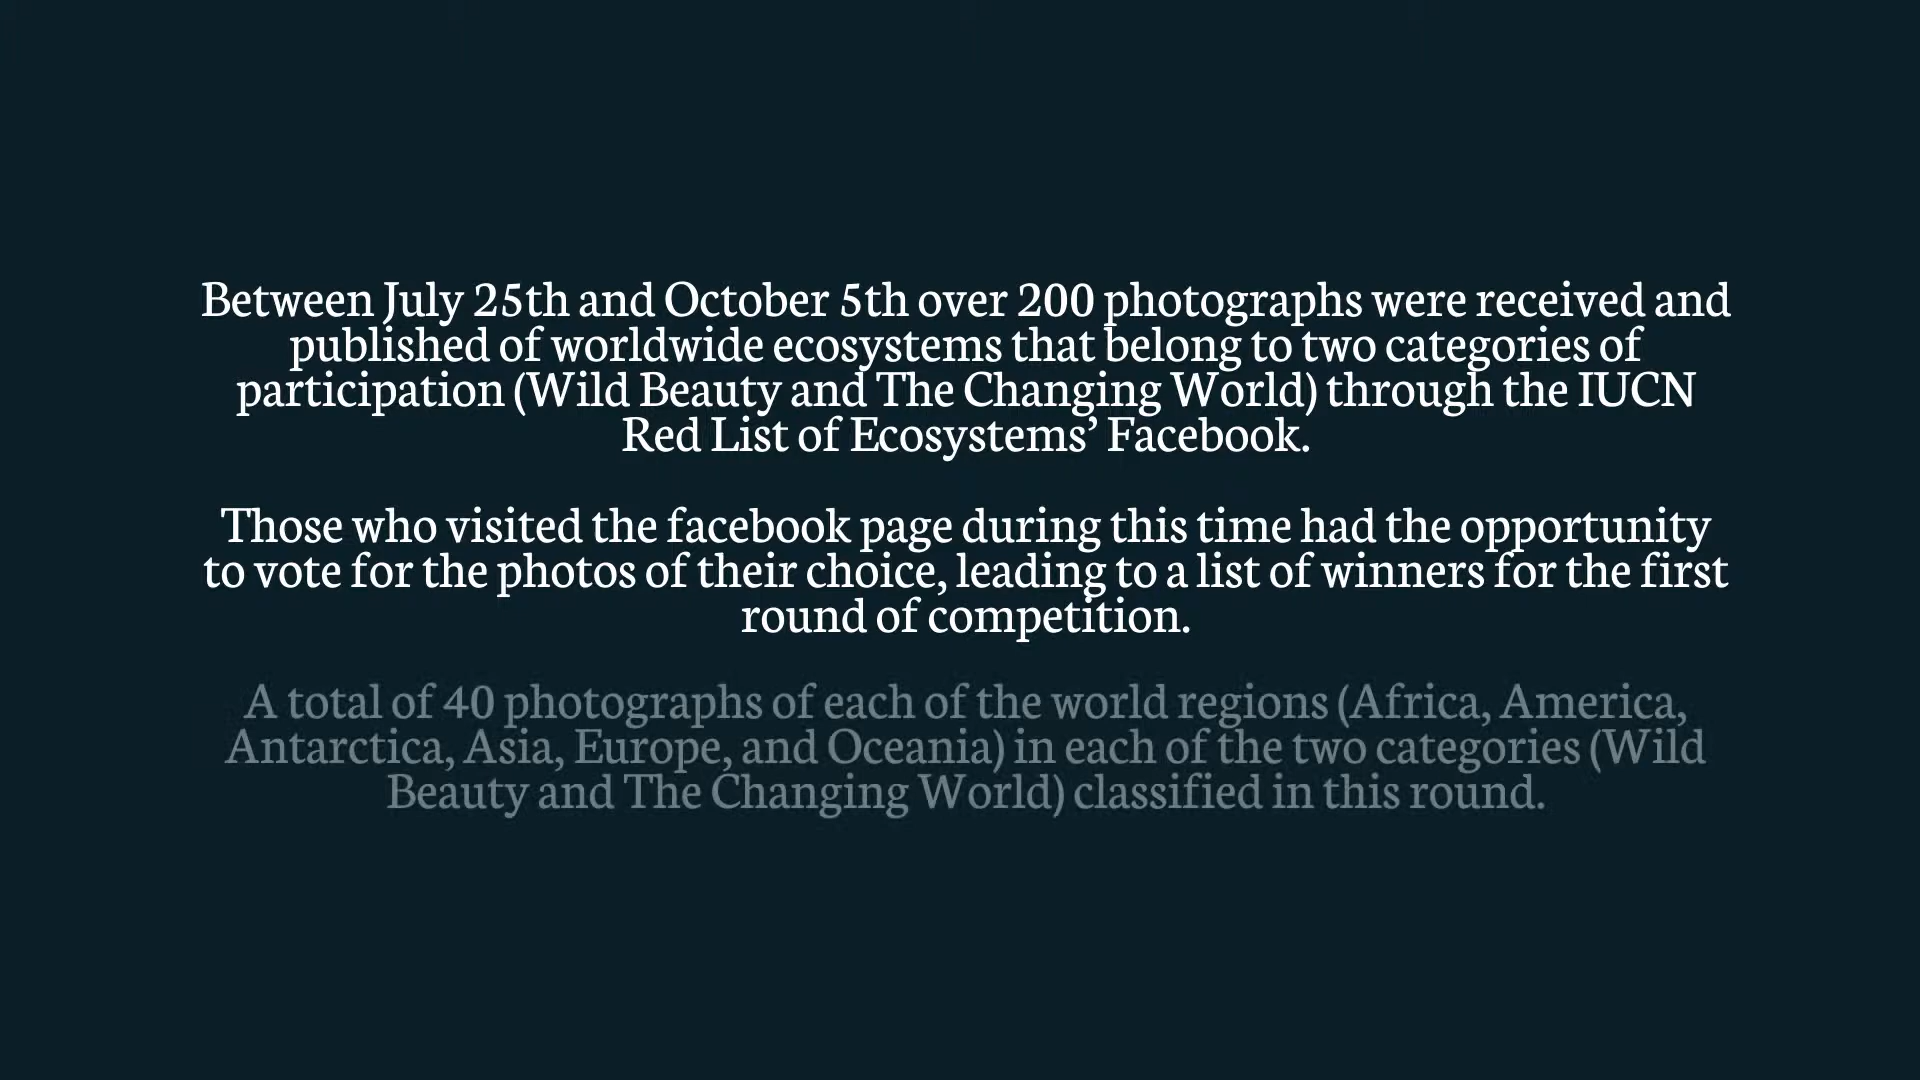 Between July 25th and October 5th over 200 photographs were received and
published of worldwide ecosystems that belong to two categories of
participation (Wild Beauty and The Changing World) through the IUCN
Red List of Ecosystems’ Facebook.
Those who visited the facebook page during this time had the opportunity
to vote for the photos of their choice, leading to a list of winners for the first
round of competition.
A total of 40 photographs of each of the world regions (Africa, America,
Antarctica, Asia, Europe, and Oceania) in each of the two categories (Wild
Beauty and The Changing World) classified in this round.